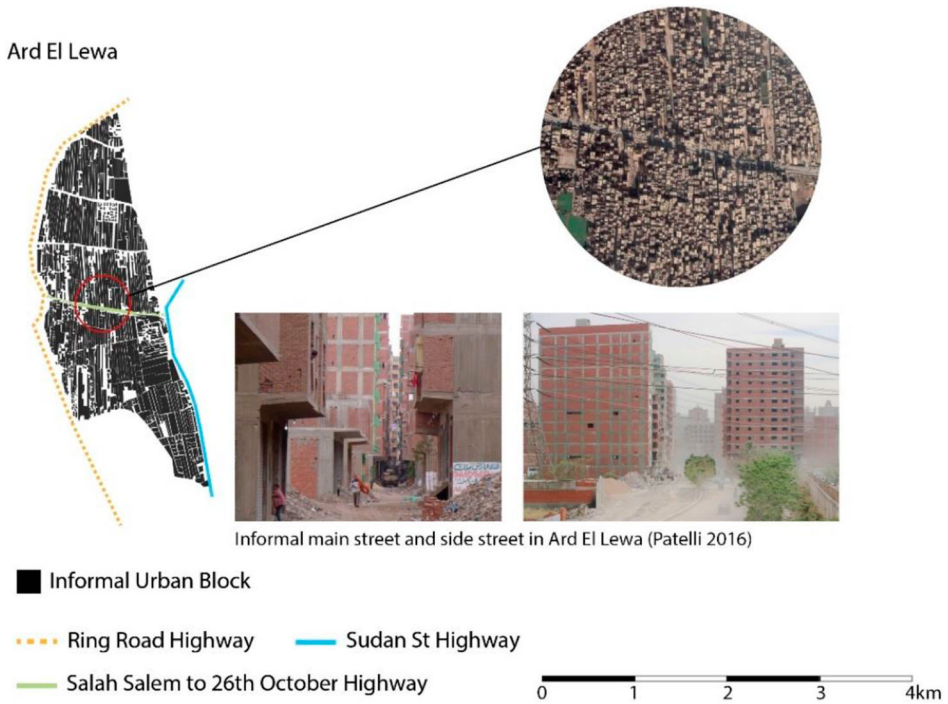 Ard El Lewa
Informal main street and side street in Ard El Lewa (Patelli 2016)
Informal Urban Block
Ring Road Highway
Sudan St Highway
Salah Salem to 26th October Highway
0 1 2 3 4km